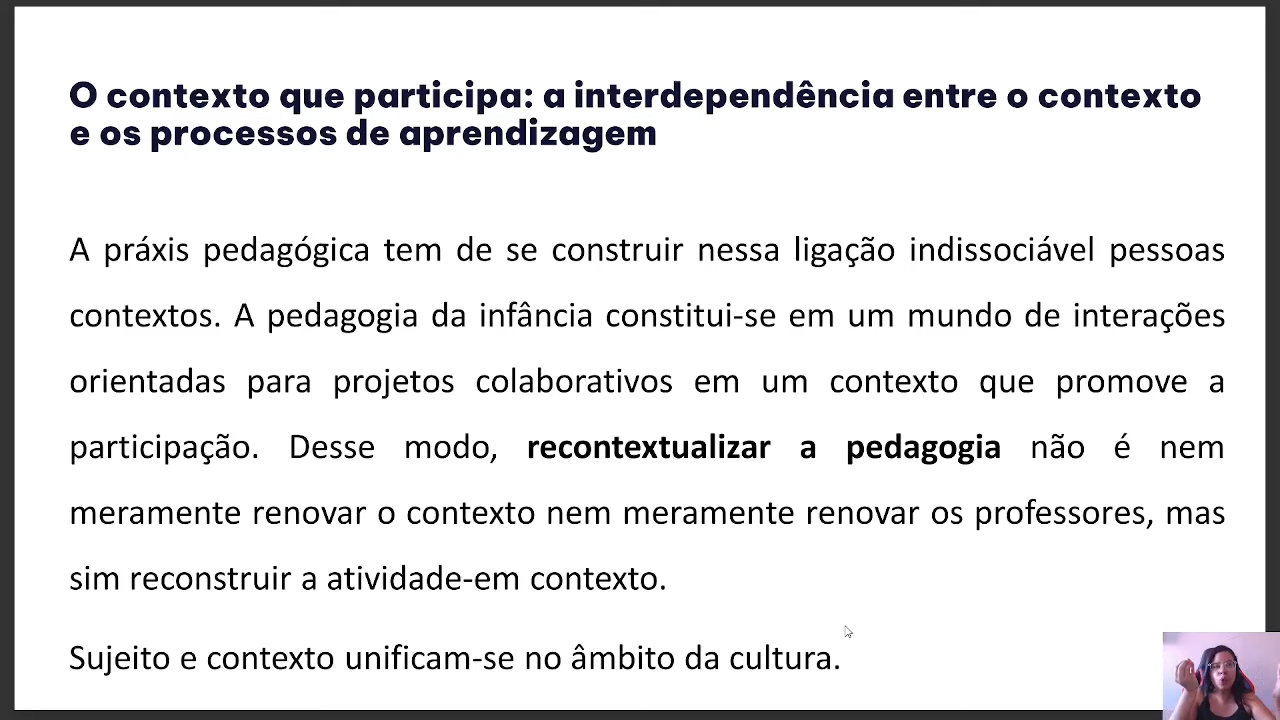 O contexto que participa: a interdependência entre o contexto
e os processos de aprendizagem
A práxis pedagógica tem de se construir nessa ligação indissociável pessoas
contextos. A pedagogia da infância constitui-se em um mundo de interações
orientadas para projetos colaborativos em um contexto que promove a
participação. Desse modo, recontextualizar a pedagogia não é nem
meramente renovar o contexto nem meramente renovar os professores, mas
sim reconstruir a atividade-em contexto.
Sujeito e contexto unificam-se no âmbito da cultura.